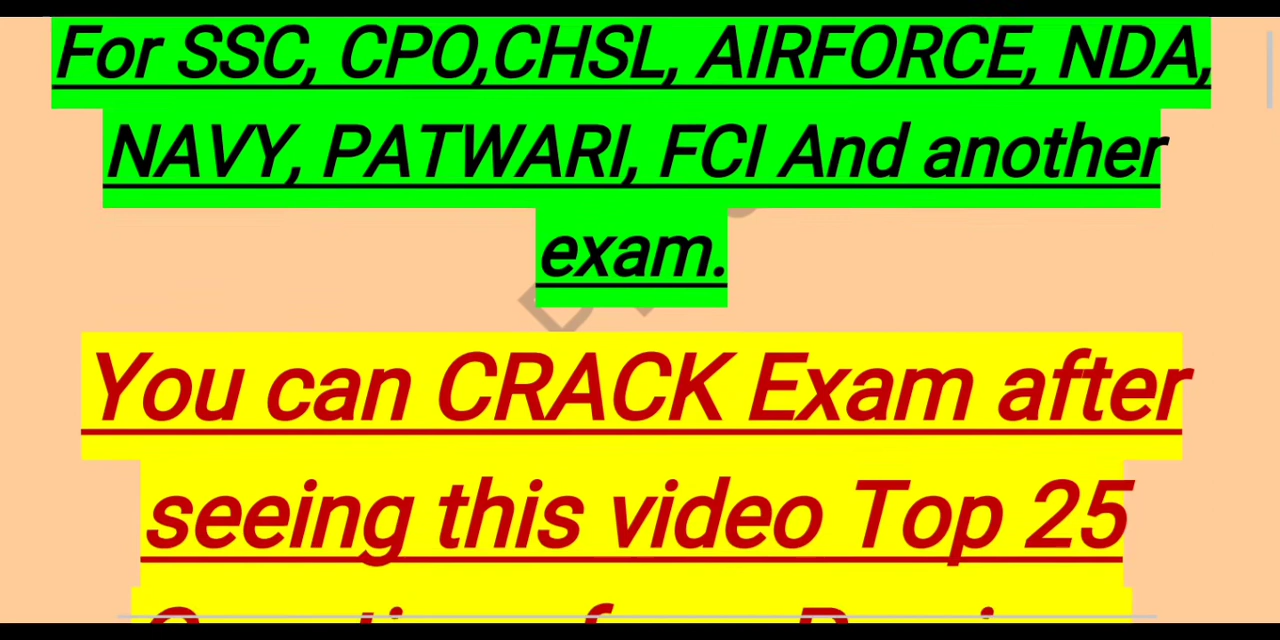 For SSC, CPO,CHSL, AIRFORCE, NDA,
NAVY, PATWARI, FCI And another
exam.
You can CRACK Exam after
seeing this video Top 25